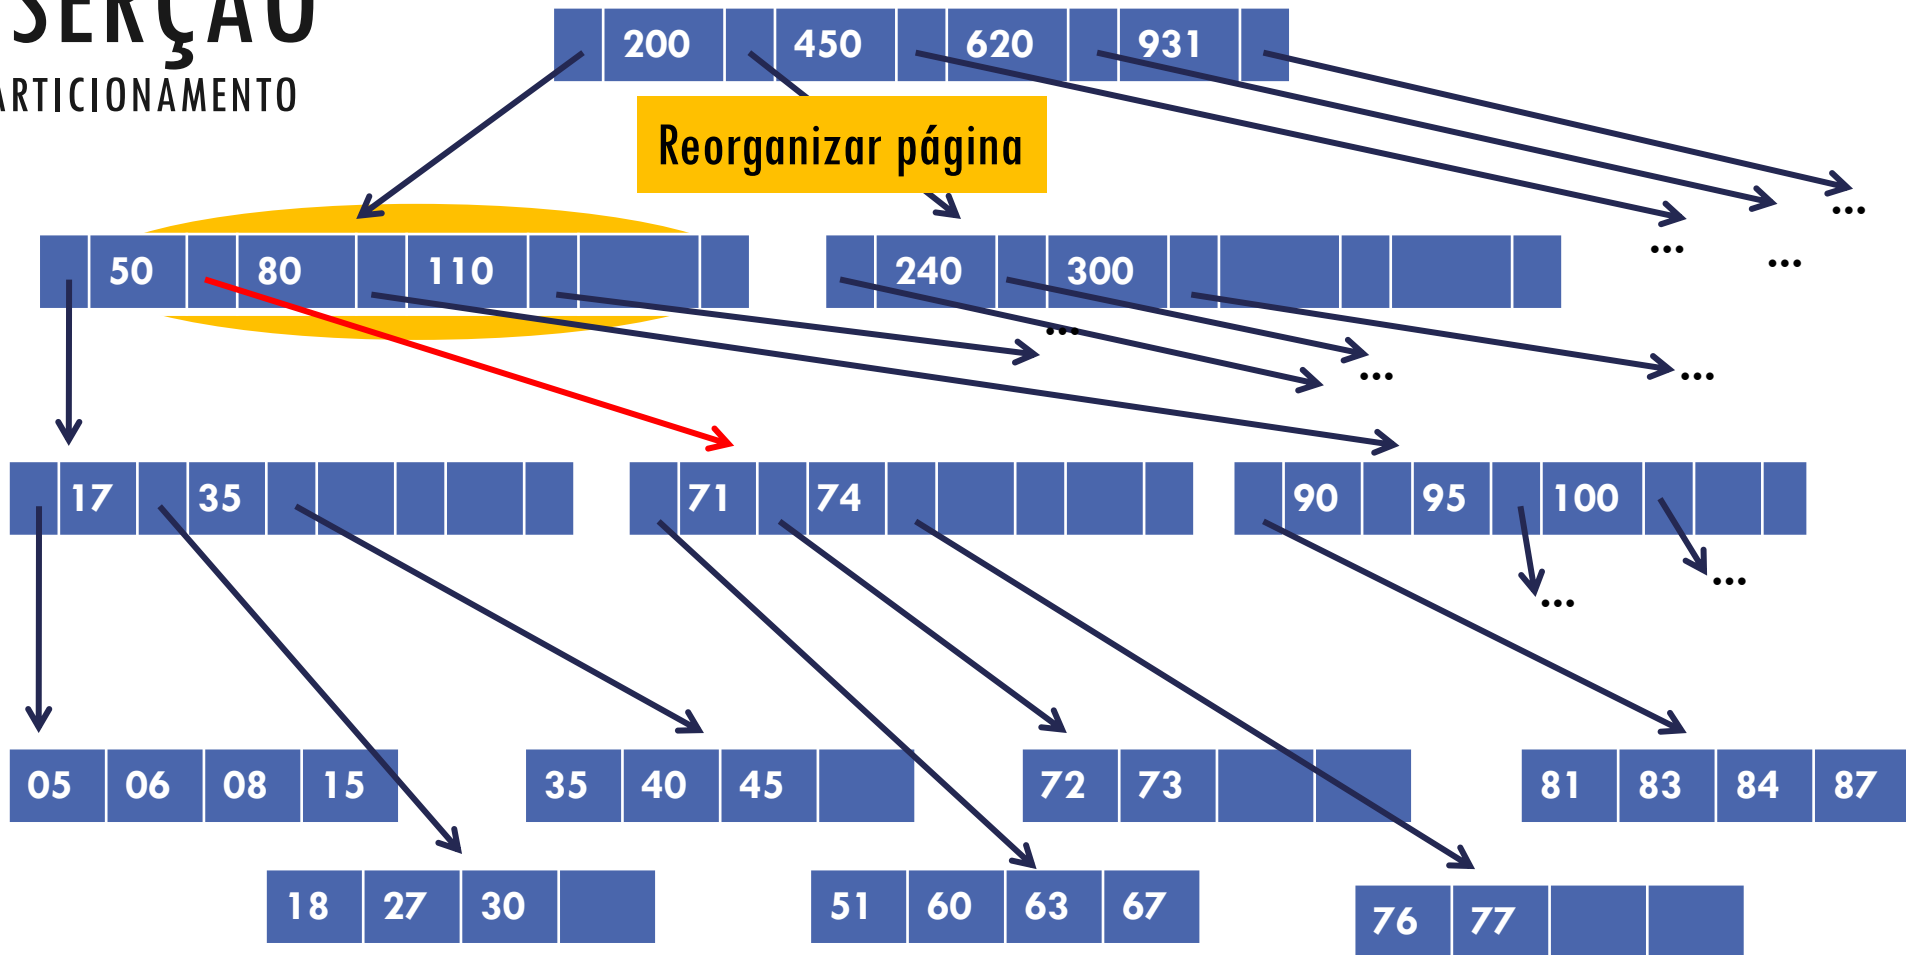 SERÇÃO
ARTICIONAMENTO
200 450 620 931
Reorganizar página
...
... ...
50 80 110
240 300
...
... ...
17 35
71 74
90 95 100
... ...
05 06 08 15
35 40 45
72 73
81 83 84 87
18 27 30
51 60 63 67
76 77